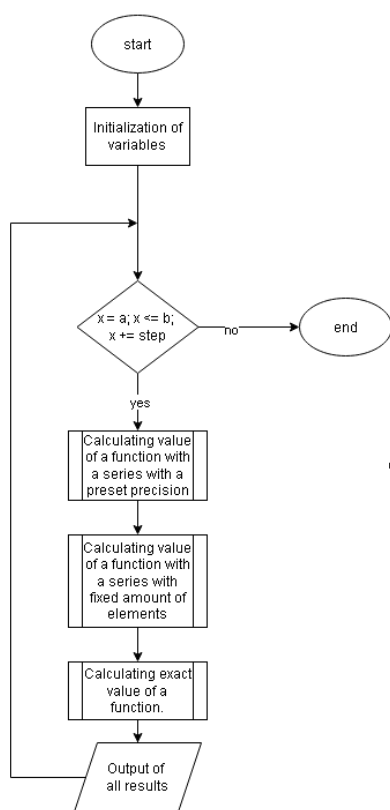 start
Initialization of
variables
x = a; x <= b;
x += step
no
end
yes
Calculating value
of a function with
a series with a
preset precision
Calculating value
of a function with
a series with
fixed amount of
elements
Calculating exact
value of a
function.
Output of
all results